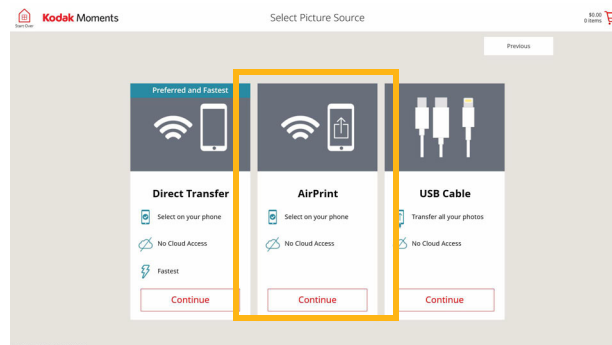 Kodak Moments
Select Picture Source
$0.00
0 items
Start Over
Previous
Preferred and Fastest
Direct Transfer
Select on your phone
No Cloud Access
Fastest
Continue
AirPrint
Select on your phone
No Cloud Access
Continue
USB Cable
Transfer all your photos
No Cloud Access
Continue